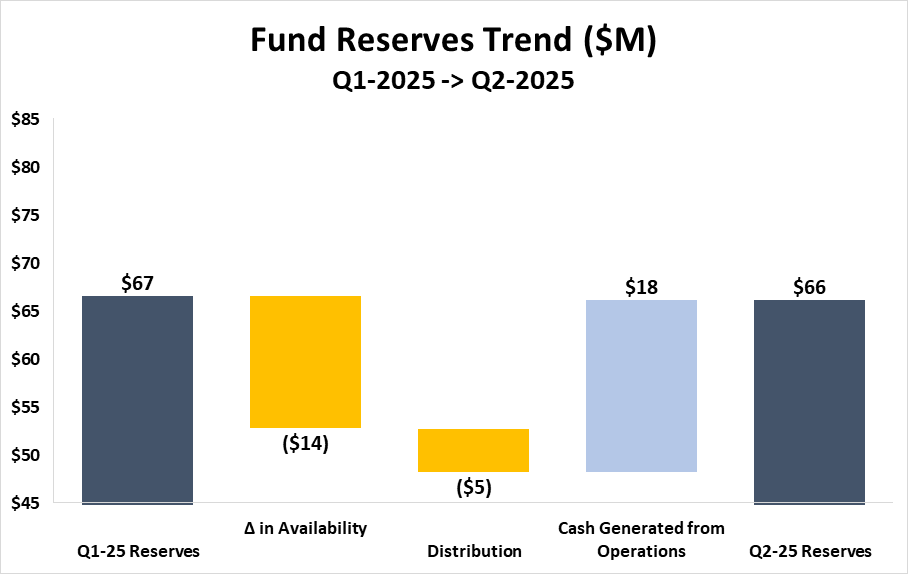 Fund Reserves Trend ($M)
Q1-2025 -> Q2-2025
$85
$80
$75
$70
$65
$60
$55
$50
$45
$67
($14)
($5)
$18
$66
Q1-25 Reserves
Δ in Availability
Distribution
Cash Generated from
Operations
Q2-25 Reserves